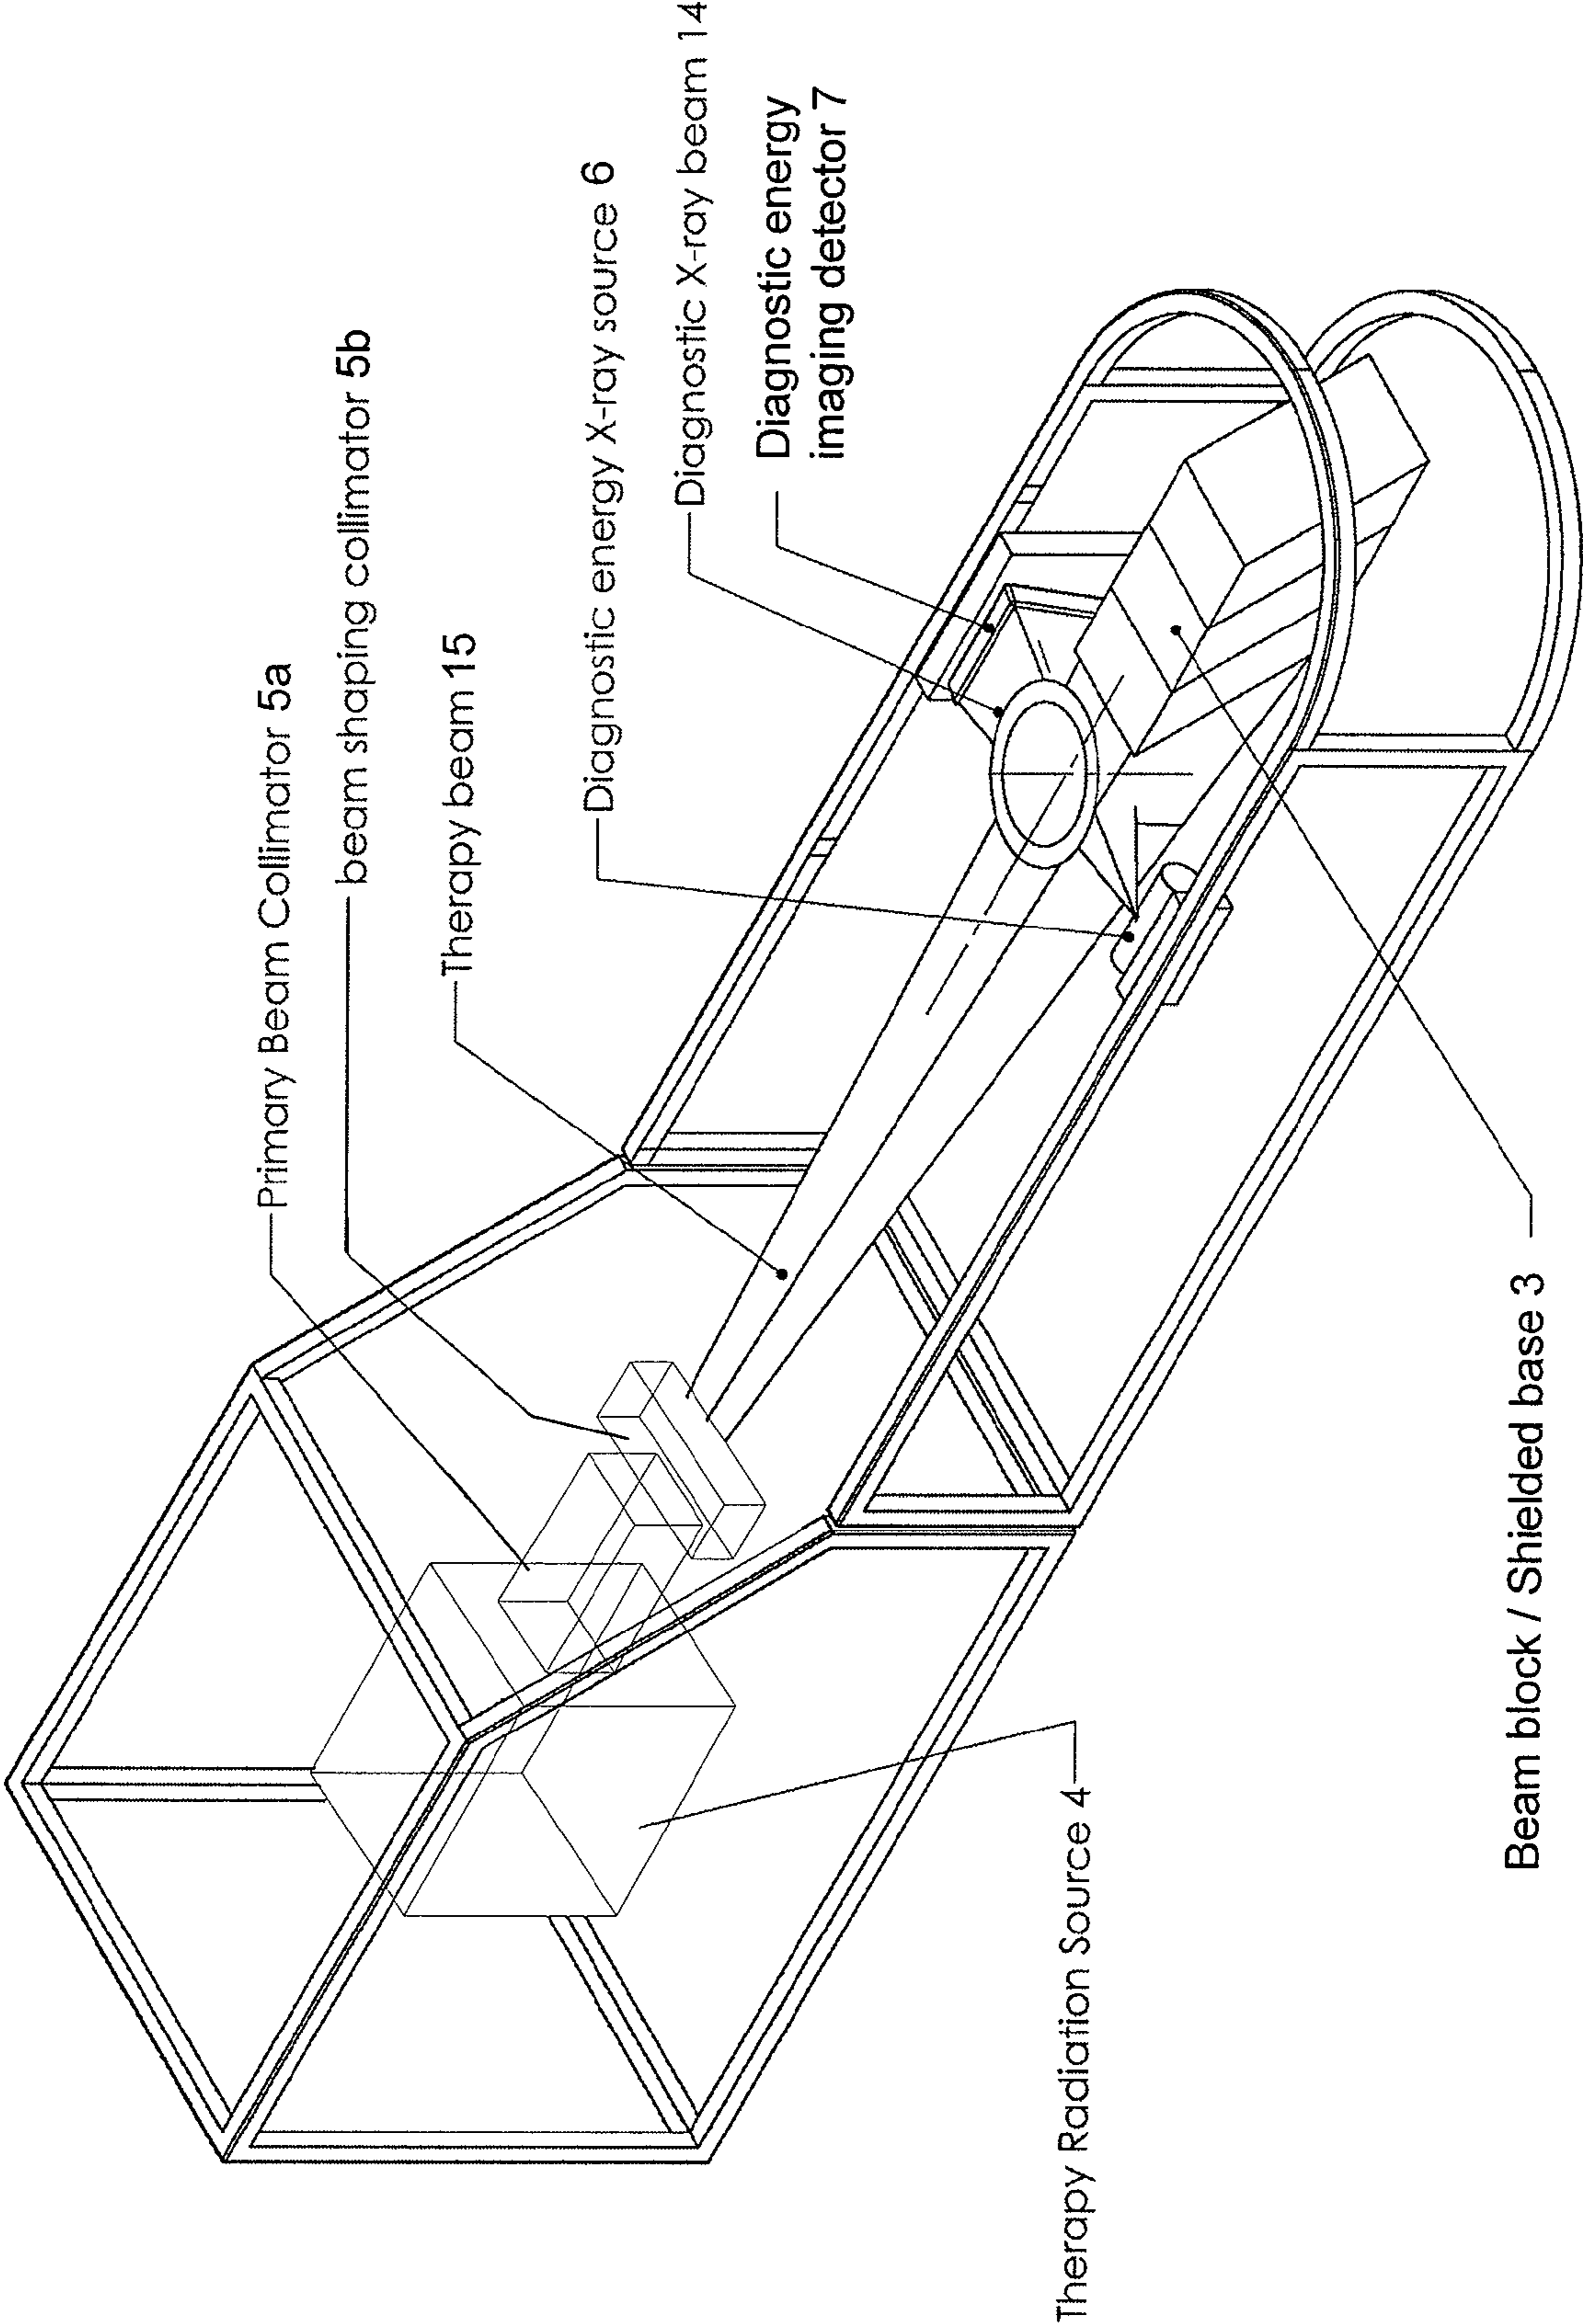 Primary Beam Collimator 5a
beam shaping collimator 5b
Therapy beam 15
Diagnostic energy X-ray source 6
Diagnostic X-ray beam 14
Diagnostic energy
imaging detector 7
Therapy Radiation Source 4
Beam block / Shielded base 3